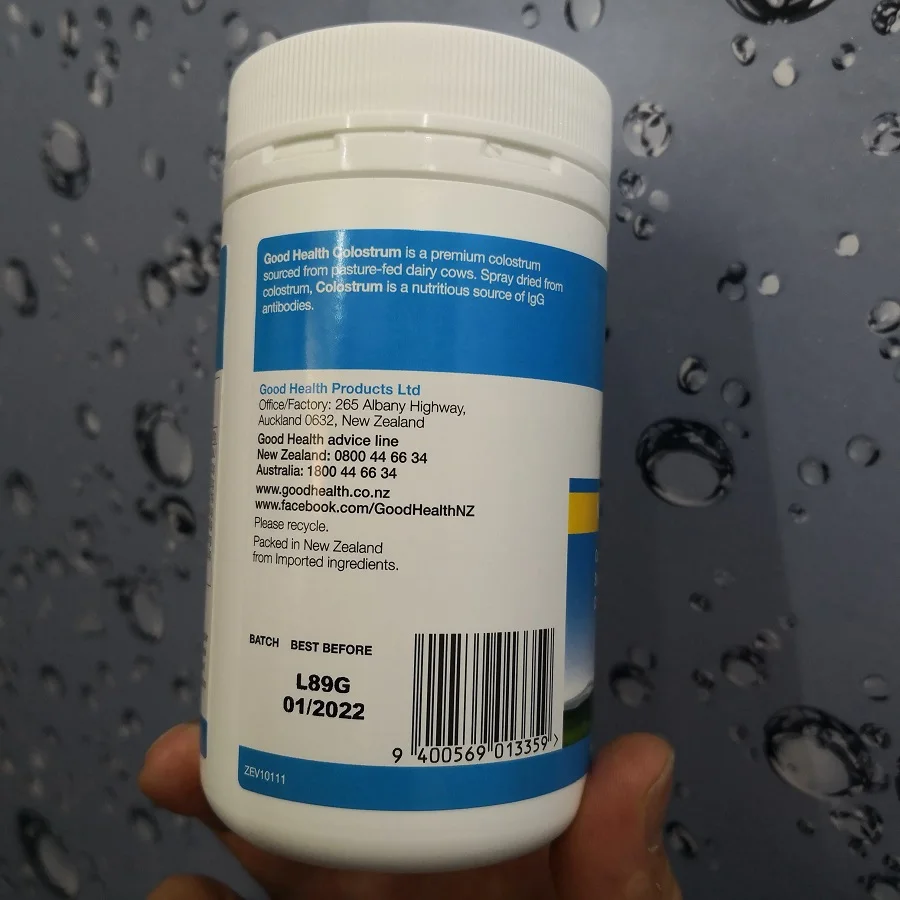 Good Health Colostrum is a premium colostrum
sourced from pasture-fed dairy cows. Spray dried from
colostrum, Colostrum is a nutritious source of IgG
antibodies.
Good Health Products Ltd
Office/Factory: 265 Albany Highway,
Auckland 0632, New Zealand
Good Health advice line
New Zealand: 0800 44 66 34
Australia: 1800 44 66 34
www.goodhealth.co.nz
www.facebook.com/GoodHealthNZ
Please recycle.
Packed in New Zealand
from Imported ingredients.
BATCH BEST BEFORE
L89G
01/2022
9 400569 013359 >
ZEV10111